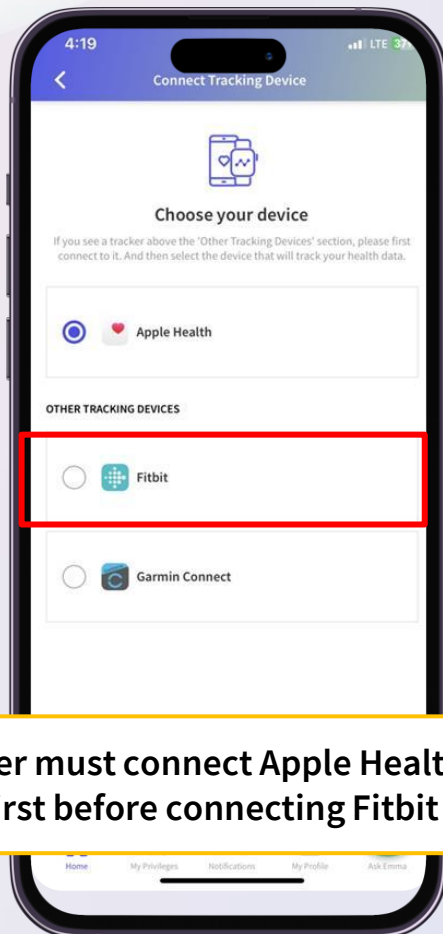 4:19
LTE
Connect Tracking Device
Choose your device
If you see a tracker above the 'Other Tracking Devices' section, please first
connect to it. And then select the device that will track your health data.
Apple Health
OTHER TRACKING DEVICES
Fitbit
Garmin Connect
must connect Apple
before connecting Fitbit
Home My Privileges Notifications My Profile Ask Emma